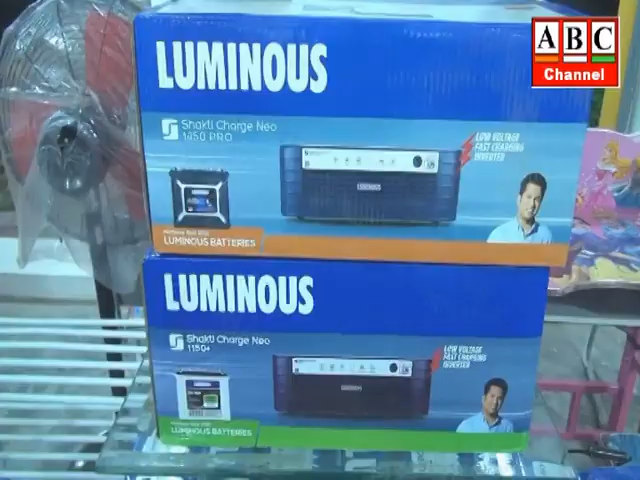 ABC
Channel
LUMINOUS
Shakti Charge Neo
1450 PRO
LOW VOLTAGE
FAST CHARGING
INVERTER
LUMINOUS
LUMINOUS BATTERIES
LUMINOUS
Shakti Charge Neo
1150+
LOW VOLTAGE
FAST CHARGING
INVERTER
LUMINOUS BATTERIES